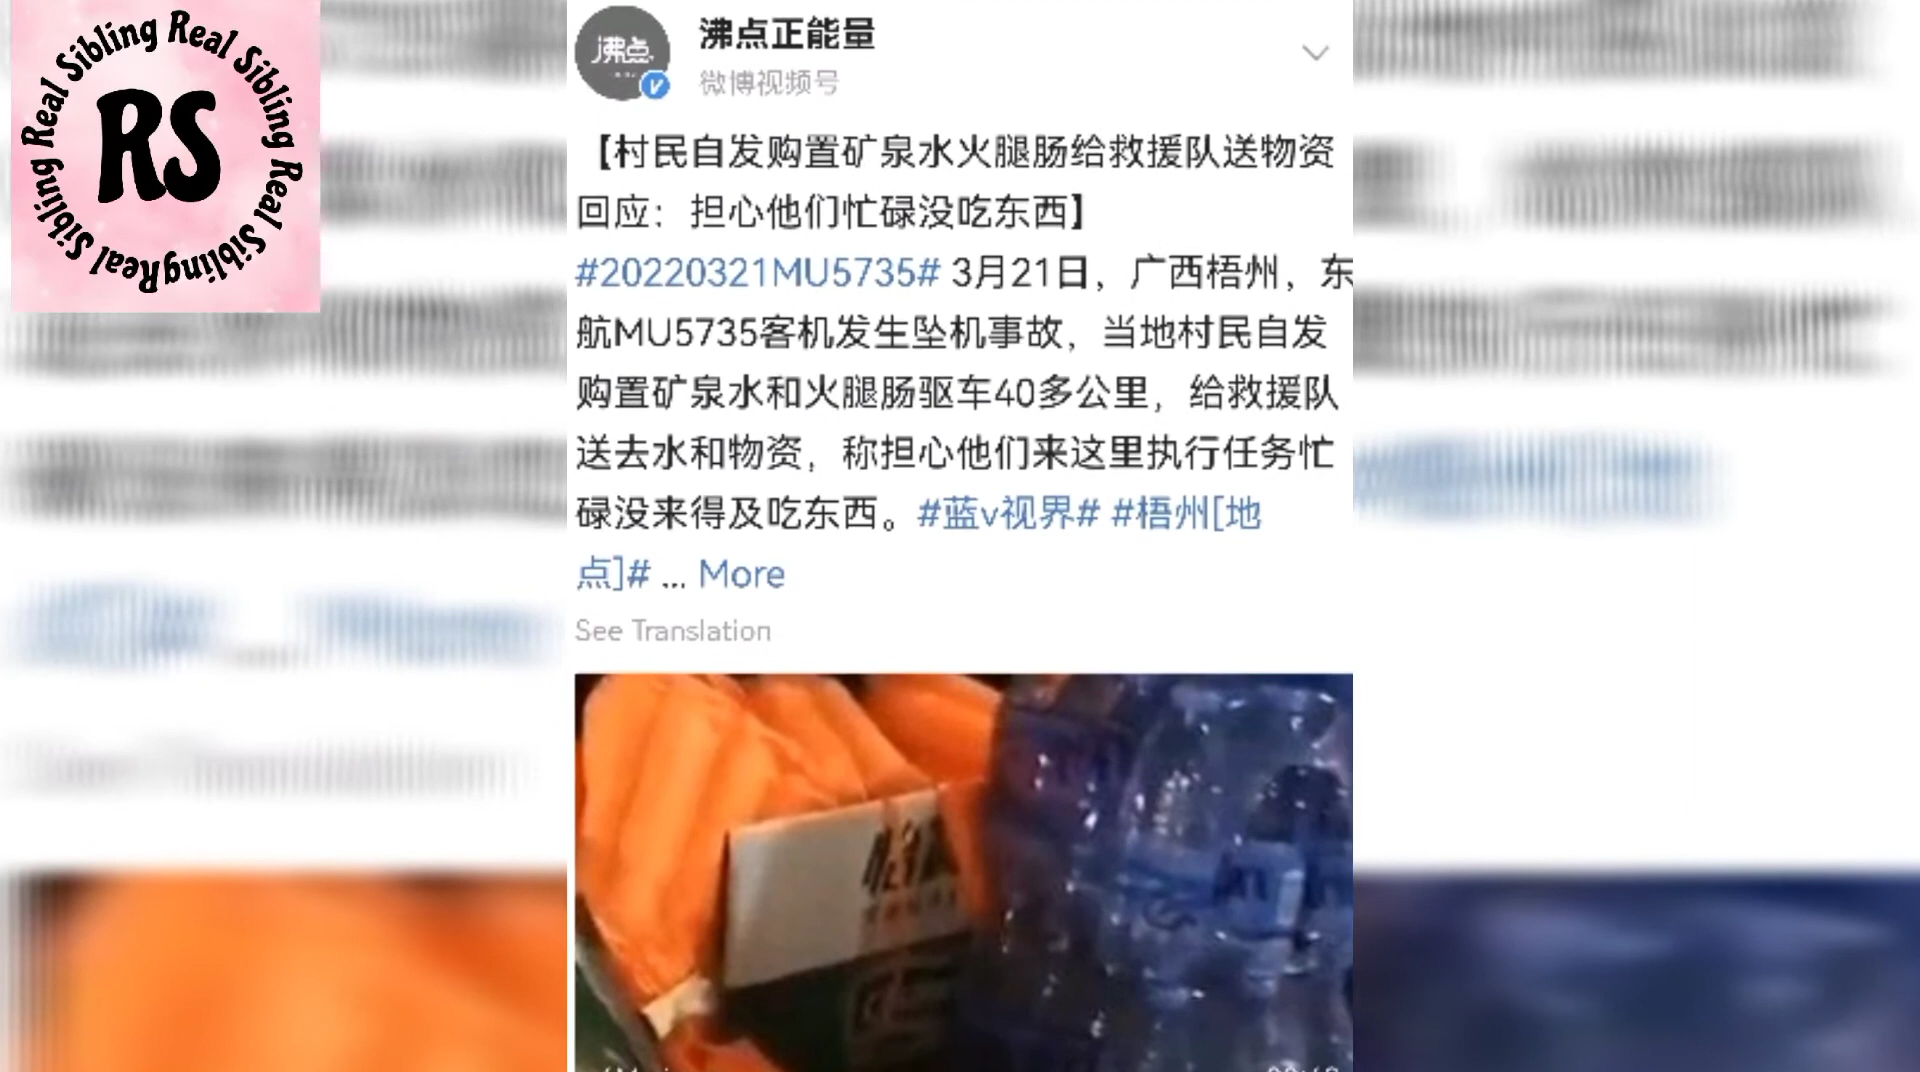 Real Sibling Real Sibling Real Sibling Real Sibling Real Sibling
RS
沸点
沸点正能量
微博视频号
【村民自发购置矿泉水火腿肠给救援队送物资
回应：担心他们忙碌没吃东西】
#20220321MU5735# 3月21日，广西梧州，东
航MU5735客机发生坠机事故，当地村民自发
购置矿泉水和火腿肠驱车40多公里，给救援队
送去水和物资，称担心他们来这里执行任务忙
碌没来得及吃东西。#蓝v视界# #梧州[地
点]# ... More
See Translation